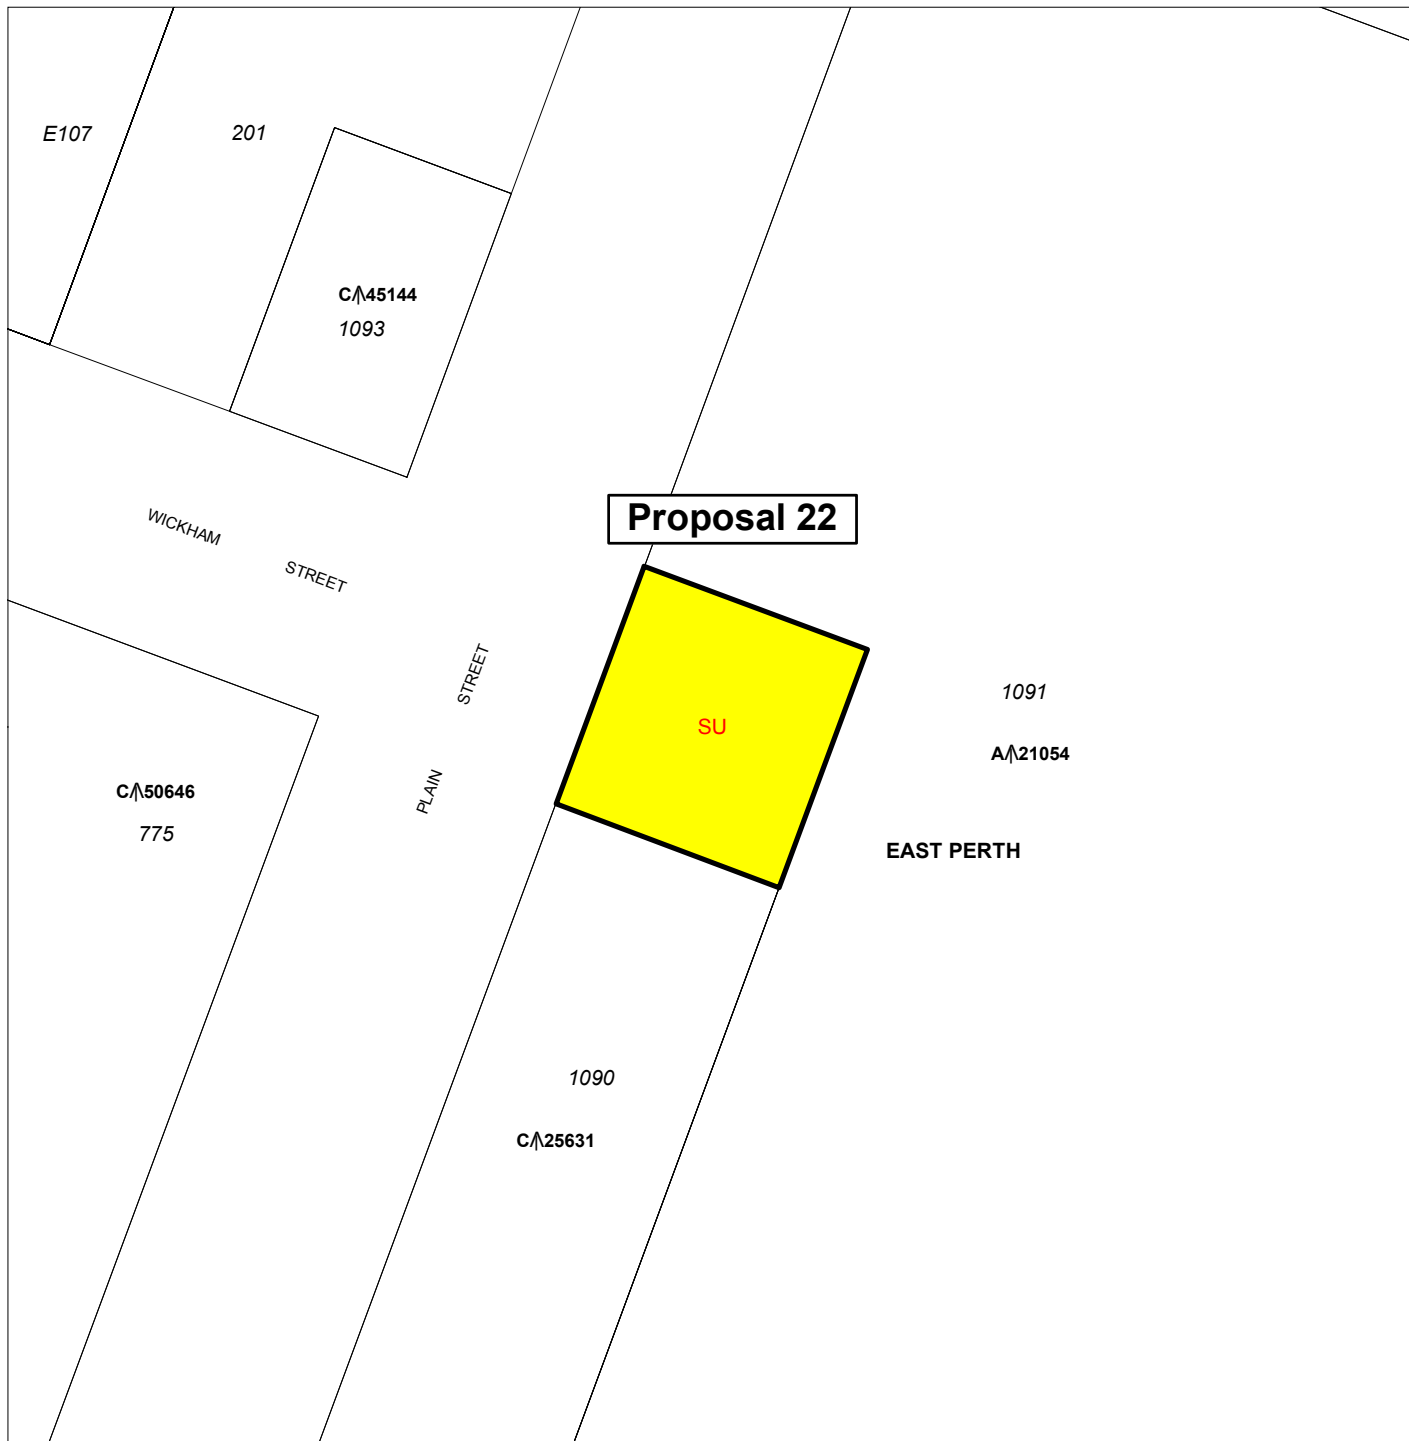 E107
201
C/|\45144
1093
Proposal 22
WICKHAM
STREET
STREET
1091
SU
A/|\21054
C/|\50646
PLAIN
775
EAST PERTH
1090
C/|\25631